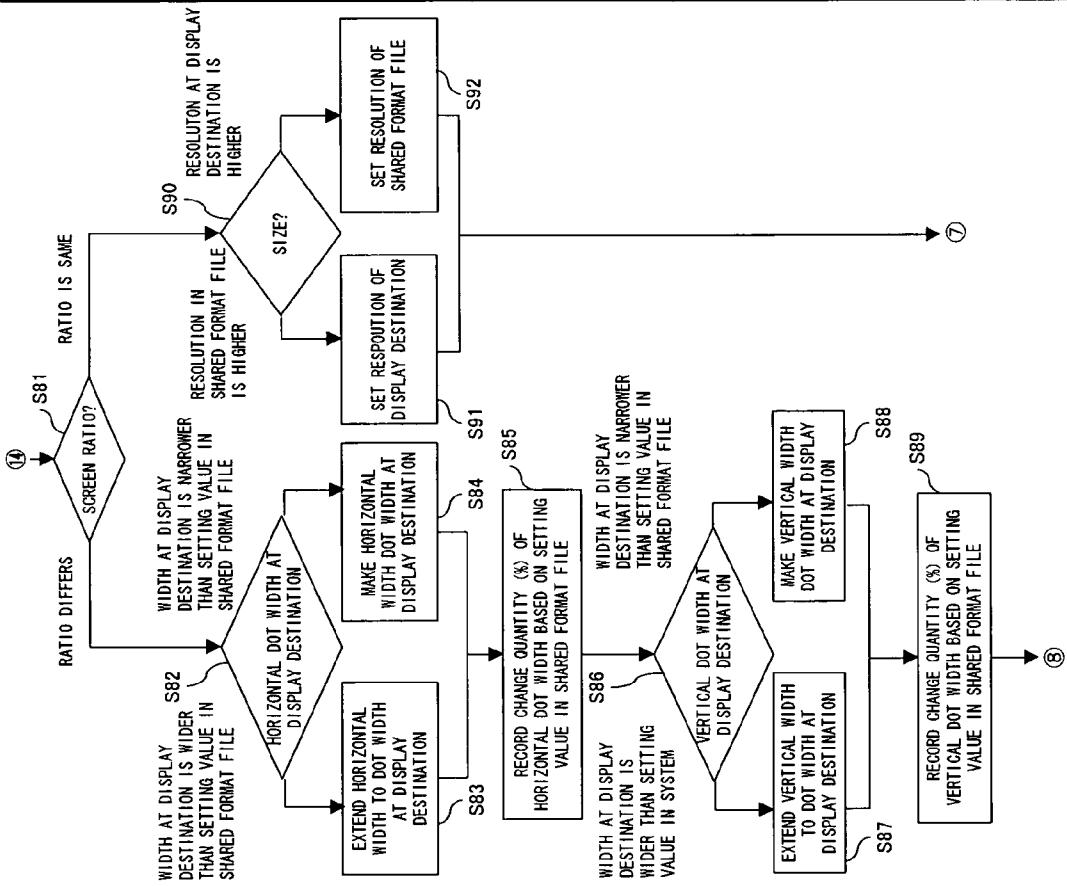 ⑭
S81
SCREEN RATIO?
RATIO DIFFERS
RATIO IS SAME
WIDTH AT DISPLAY
DESTINATION IS WIDER
THAN SETTING VALUE IN
SHARED FORMAT FILE
S82
HORIZONTAL DOT WIDTH AT
DISPLAY DESTINATION
WIDTH AT DISPLAY
DESTINATION IS NARROWER
THAN SETTING VALUE IN
SHARED FORMAT FILE
EXTEND HORIZONTAL
WIDTH TO DOT WIDTH
AT DISPLAY
DESTINATION
S83
MAKE HORIZONTAL
WIDTH DOT WIDTH AT
DISPLAY DESTINATION
S84
S85
RECORD CHANGE QUANTITY (%) OF
HORIZONTAL DOT WIDTH BASED ON SETTING
VALUE IN SHARED FORMAT FILE
WIDTH AT DISPLAY
DESTINATION IS
WIDER THAN SETTING
VALUE IN SYSTEM
S86
VERTICAL DOT WIDTH AT
DISPLAY DESTINATION
WIDTH AT DISPLAY
DESTINATION IS NARROWER
THAN SETTING VALUE IN
SHARED FORMAT FILE
EXTEND VERTICAL WIDTH
TO DOT WIDTH AT
DISPLAY DESTINATION
S87
MAKE VERTICAL WIDTH
DOT WIDTH AT DISPLAY
DESTINATION
S88
S89
RECORD CHANGE QUANTITY (%) OF
VERTICAL DOT WIDTH BASED ON SETTING
VALUE IN SHARED FORMAT FILE
⑧
RESOLUTION IN
SHARED FORMAT FILE
IS HIGHER
S90
SIZE?
RESOLUTON AT DISPLAY
DESTINATION IS
HIGHER
SET RESPOUTION OF
DISPLAY DESTINATION
S91
SET RESOLUTION OF
SHARED FORMAT FILE
S92
⑦